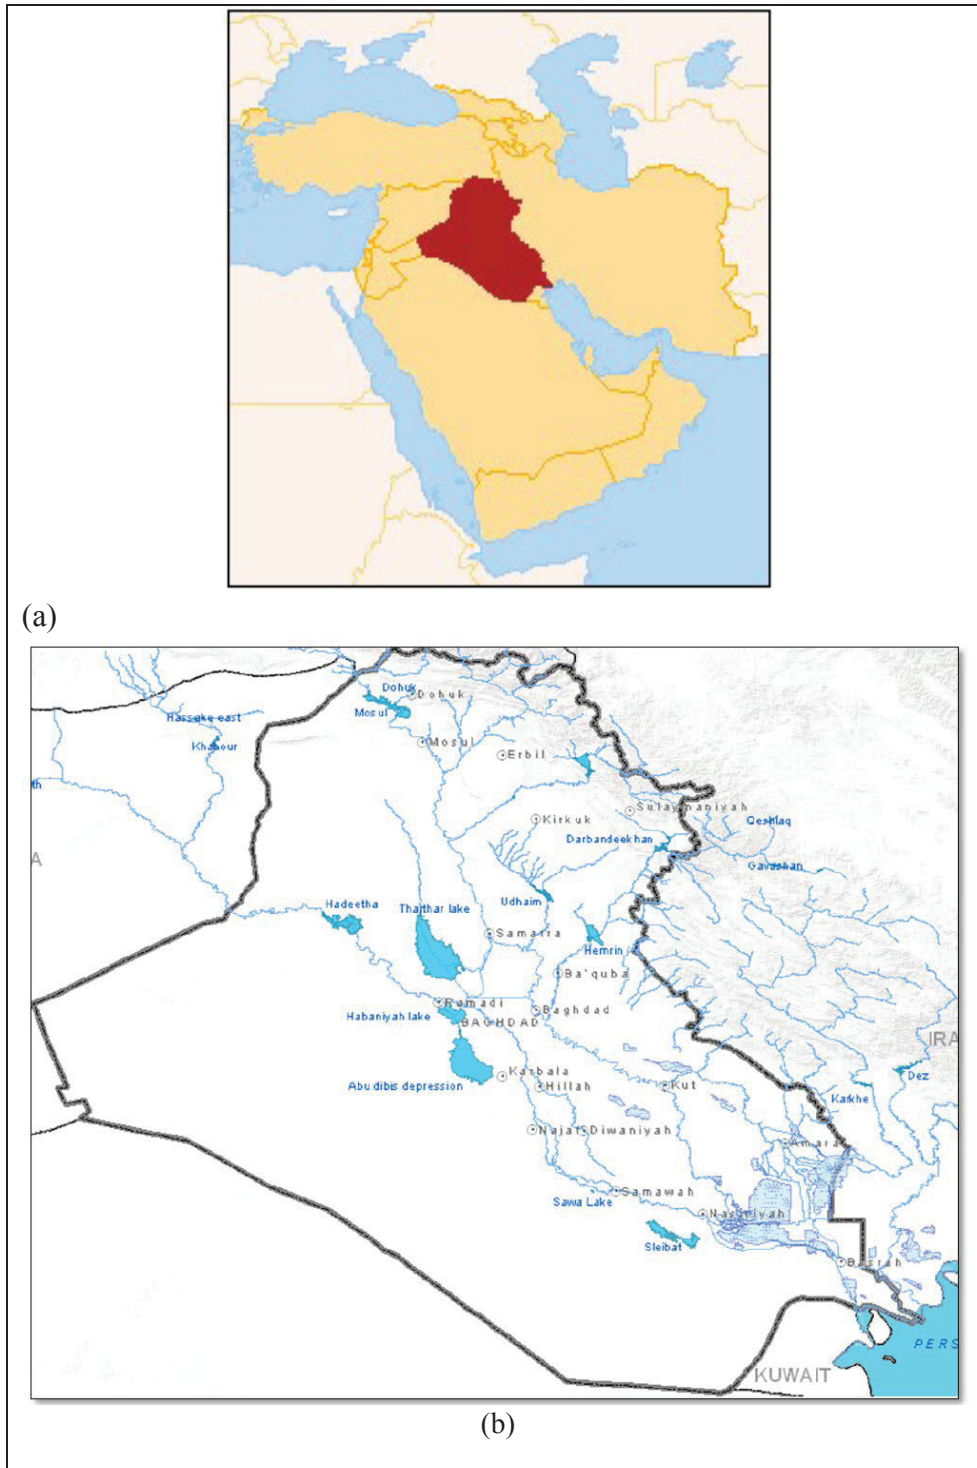 (a)
Dohuk
Dohuk
Mosul
Hassake east
Khabour
Mosul
Erbil
th
Sulaymaniyah
Kirkuk
Qeshlaq
Darbandeekhan
A
Gavashan
Hadeetha
Tharthar lake
Udhaim
Samarra
Hemrin
Ba'quba
Ramadi
Habaniyah lake
Baghdad
BAGHDAD
IRA
Karbala
Dez
Abu dibis depression
Hillah
Kut
Karkhe
Najaf
Diwaniyah
Amara
Samawah
Sawa Lake
Nasiriyah
Sleibat
Basrah
PERS
KUWAIT
(b)